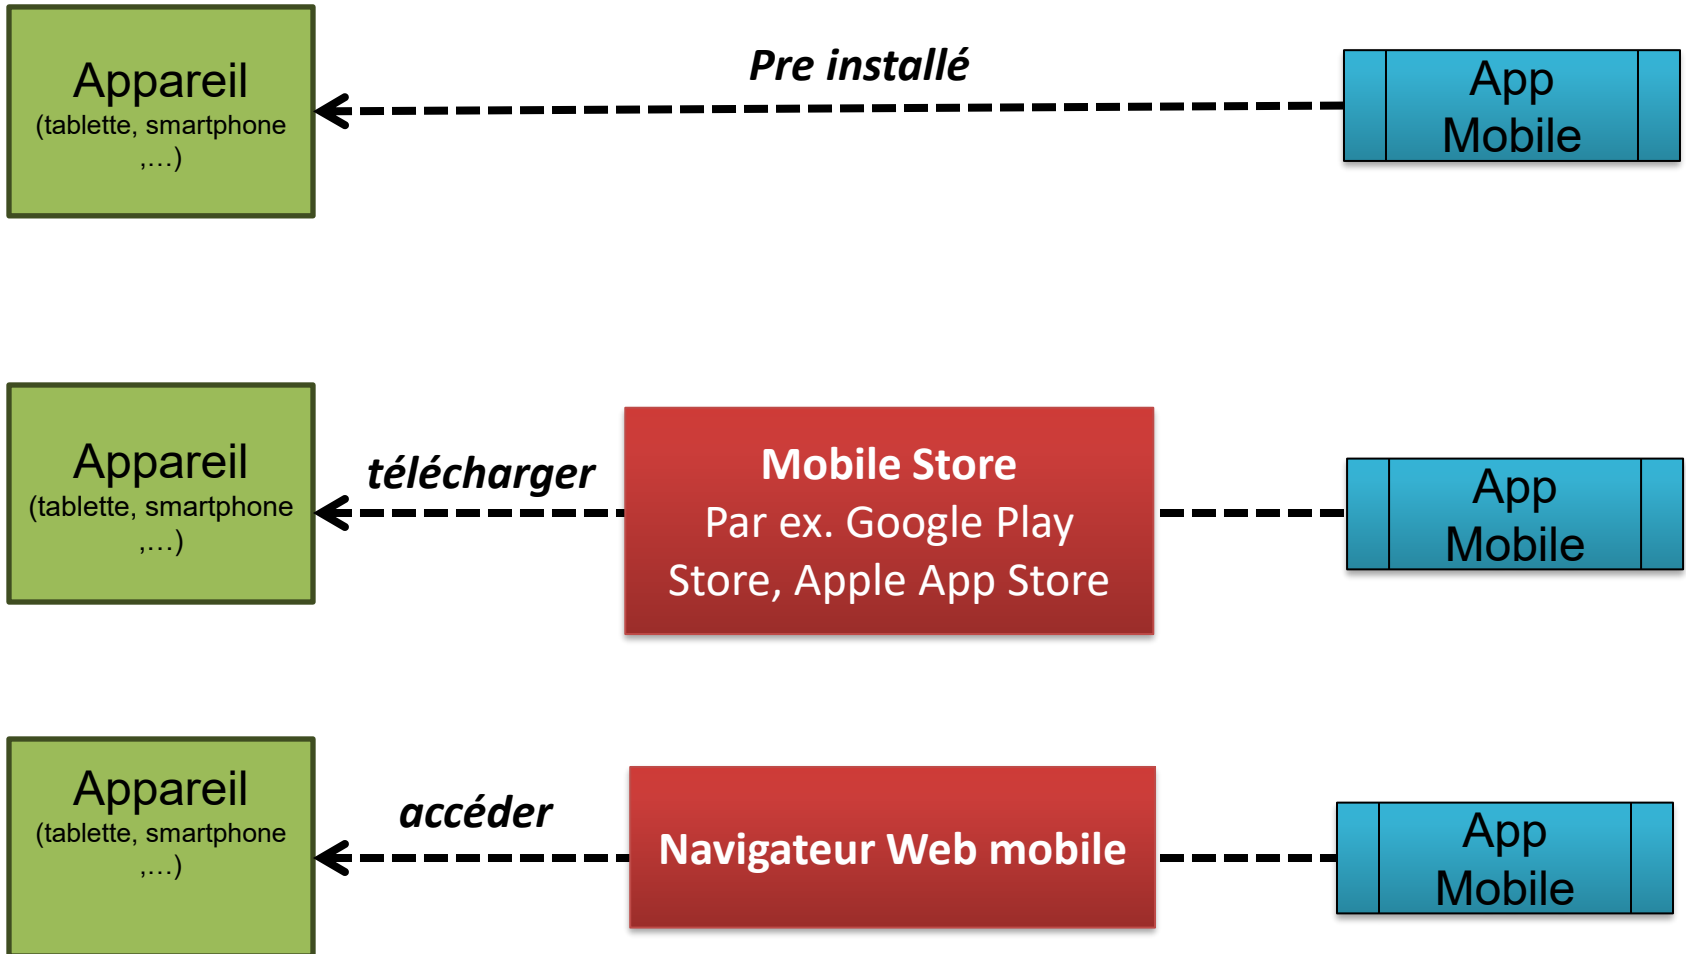 Appareil
(tablette, smartphone
,...)
Pre installé
App
Mobile
Appareil
(tablette, smartphone
,...)
télécharger
Mobile Store
Par ex. Google Play
Store, Apple App Store
App
Mobile
Appareil
(tablette, smartphone
,...)
accéder
Navigateur Web mobile
App
Mobile